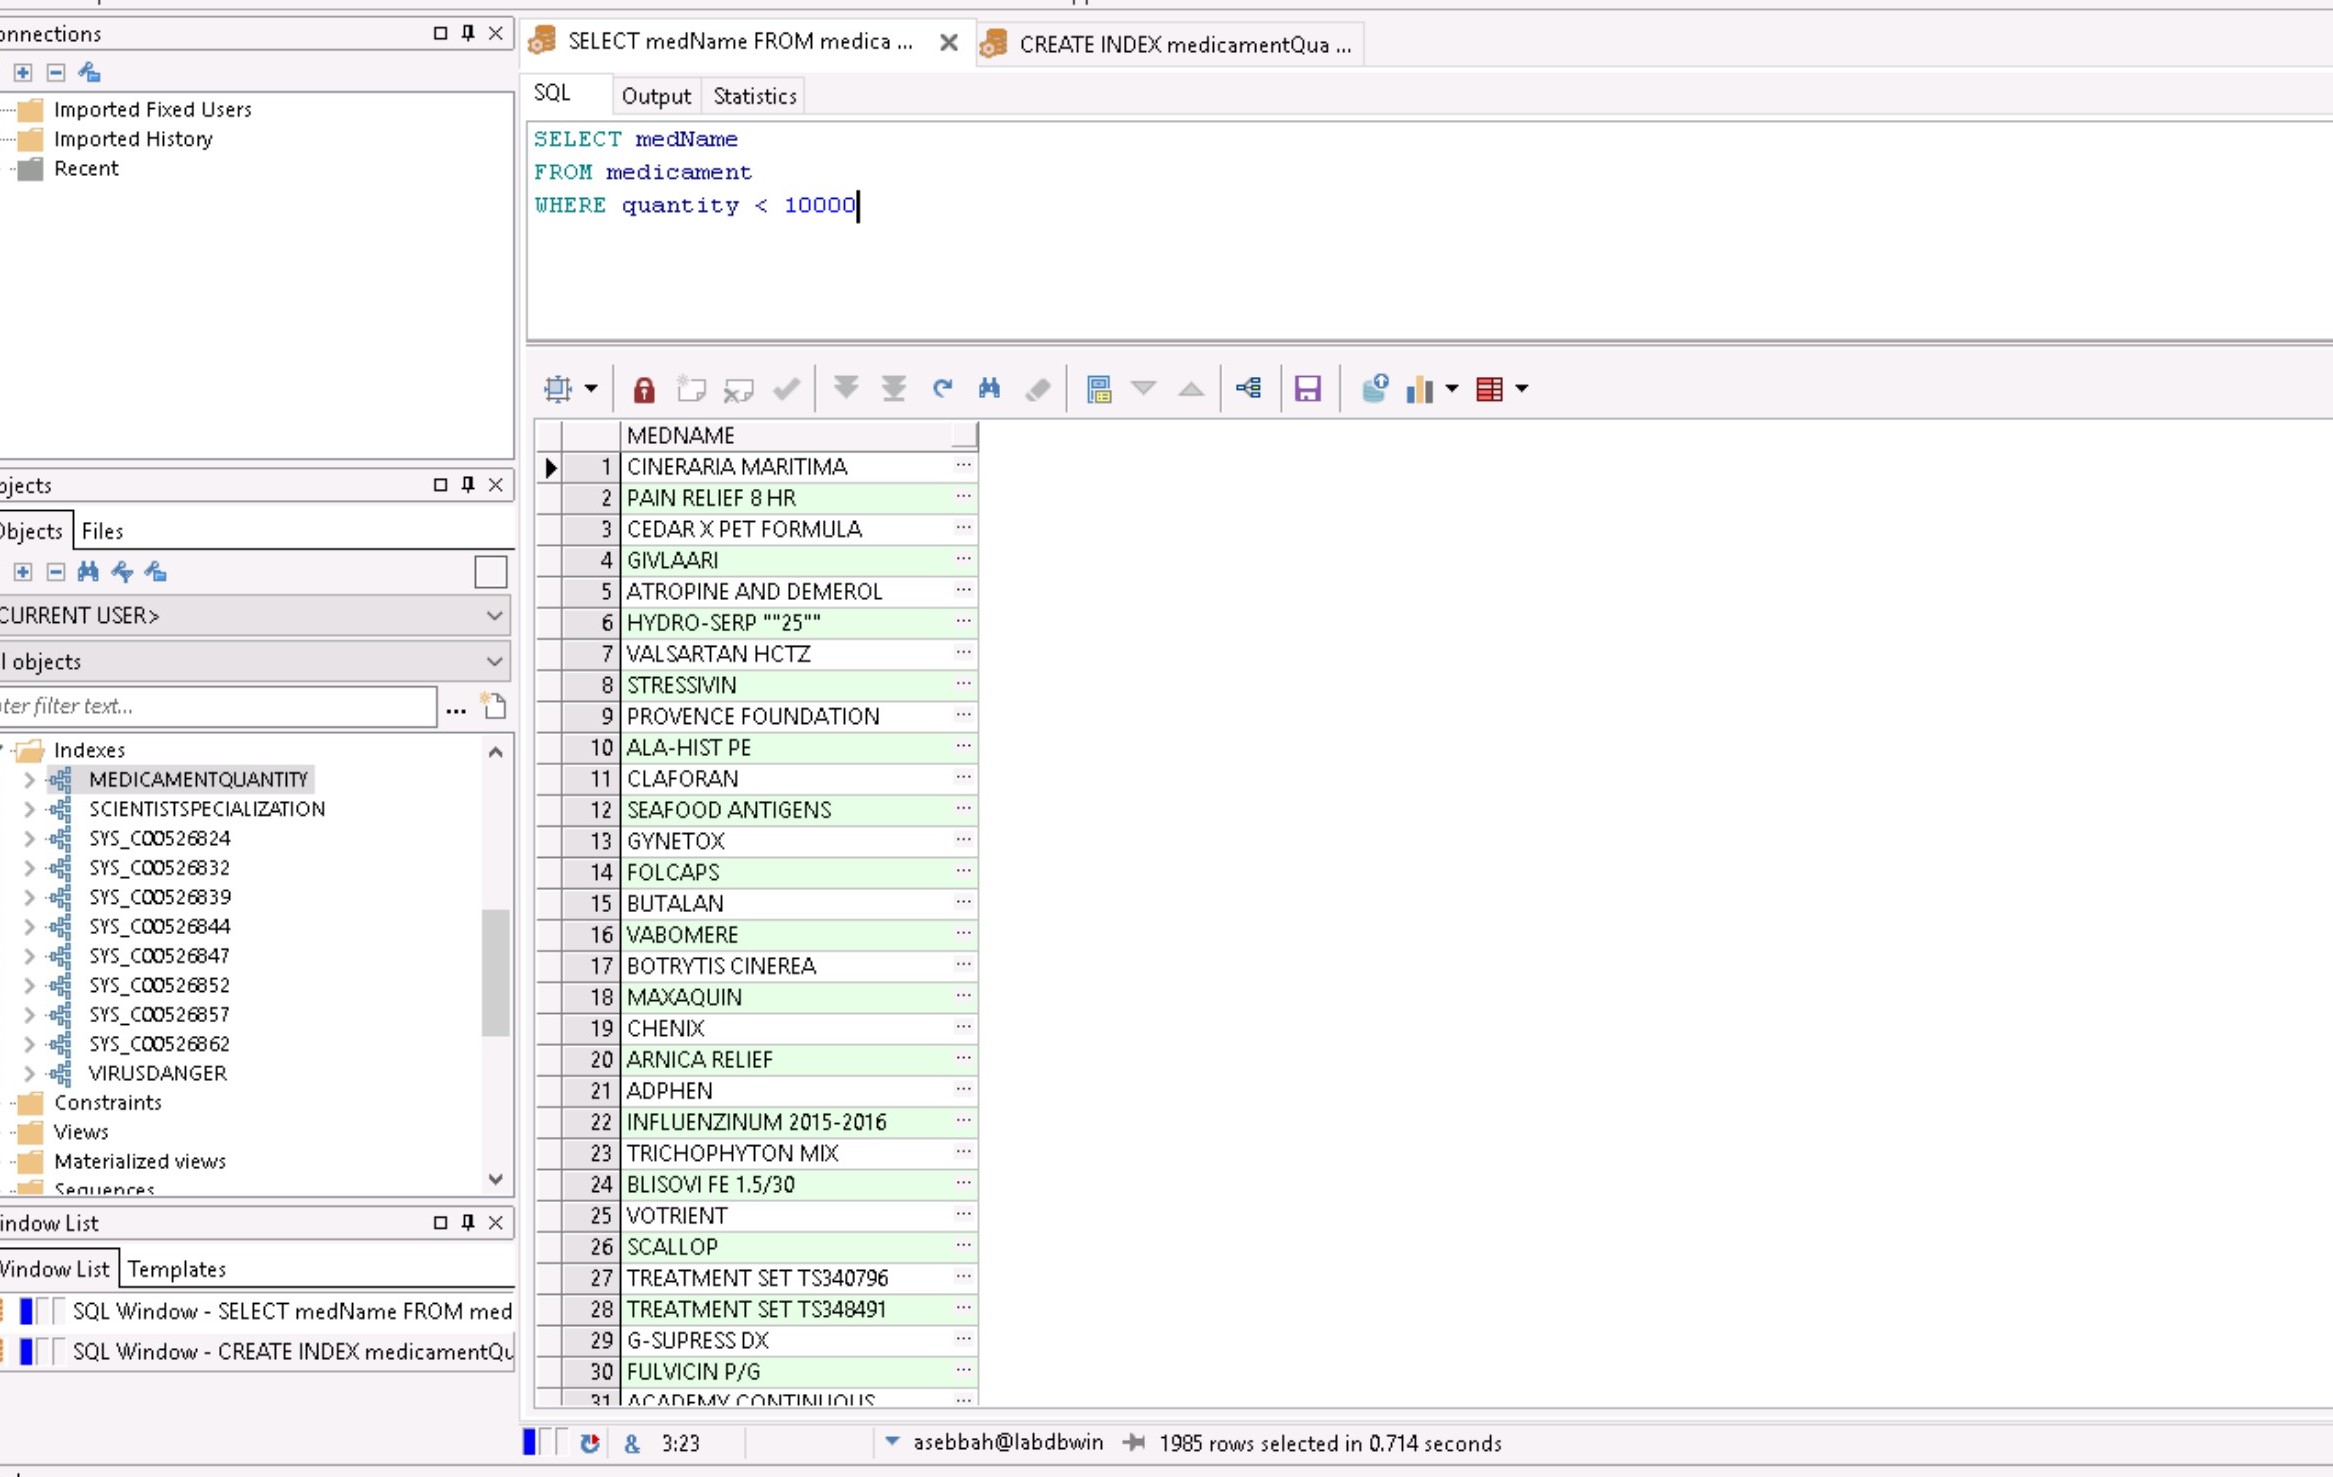 onnections
Imported Fixed Users
Imported History
Recent
bjects
Objects Files
CURRENT USER>
l objects
ter filter text...
Indexes
MEDICAMENTQUANTITY
SCIENTISTSPECIALIZATION
SYS_C00526824
SYS_C00526832
SYS_C00526839
SYS_C00526844
SYS_C00526847
SYS_C00526852
SYS_C00526857
SYS_C00526862
VIRUSDANGER
Constraints
Views
Materialized views
Sequences
indow List
Window List Templates
SQL Window - SELECT medName FROM med
SQL Window - CREATE INDEX medicamentQu
SELECT medName FROM medica ... CREATE INDEX medicamentQua ...
SQL Output Statistics
SELECT medName
FROM medicament
WHERE quantity < 10000
MEDNAME
1 CINERARIA MARITIMA ...
2 PAIN RELIEF 8 HR ...
3 CEDAR X PET FORMULA ...
4 GIVLAARI ...
5 ATROPINE AND DEMEROL ...
6 HYDRO-SERP ""25"" ...
7 VALSARTAN HCTZ ...
8 STRESSIVIN ...
9 PROVENCE FOUNDATION ...
10 ALA-HIST PE ...
11 CLAFORAN ...
12 SEAFOOD ANTIGENS ...
13 GYNETOX ...
14 FOLCAPS ...
15 BUTALAN ...
16 VABOMERE ...
17 BOTRYTIS CINEREA ...
18 MAXAQUIN ...
19 CHENIX ...
20 ARNICA RELIEF ...
21 ADPHEN ...
22 INFLUENZINUM 2015-2016 ...
23 TRICHOPHYTON MIX ...
24 BLISOVI FE 1.5/30 ...
25 VOTRIENT ...
26 SCALLOP ...
27 TREATMENT SET TS340796 ...
28 TREATMENT SET TS348491 ...
29 G-SUPRESS DX ...
30 FULVICIN P/G ...
31 ACADEMY CONTINUOUS ...
& 3:23 asebbah@labdbwin 1985 rows selected in 0.714 seconds